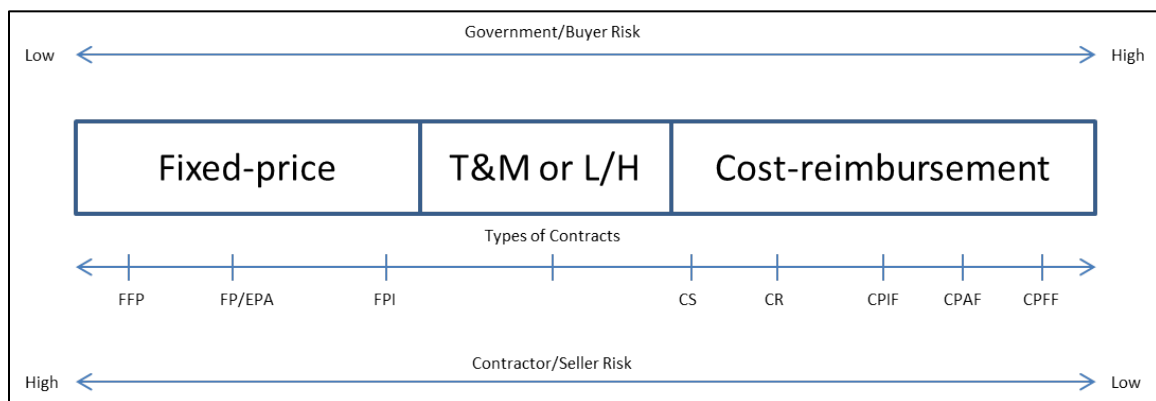 Government/Buyer Risk
Low High
Fixed-price T&M or L/H Cost-reimbursement
Types of Contracts
FFP FP/EPA FPI CS CR CPIF CPAF CPFF
Contractor/Seller Risk
High Low